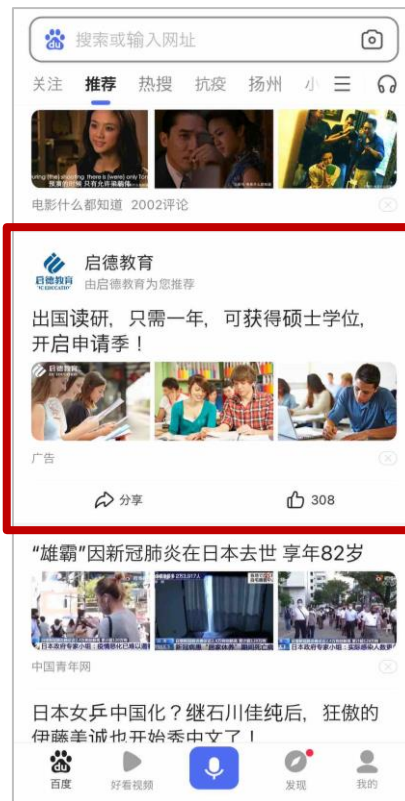 搜索或输入网址
关注 推荐 热搜 抗疫 扬州 小
电影什么都知道 2002评论
启德教育
由启德教育为您推荐
出国读研，只需一年，可获得硕士学位，
开启申请季！
启德教育
广告
分享 308
“雄霸”因新冠肺炎在日本去世 享年82岁
中国青年网
日本女乒中国化？继石川佳纯后，狂傲的
伊藤美诚也开始秀中文了！
百度 好看视频 发现 我的